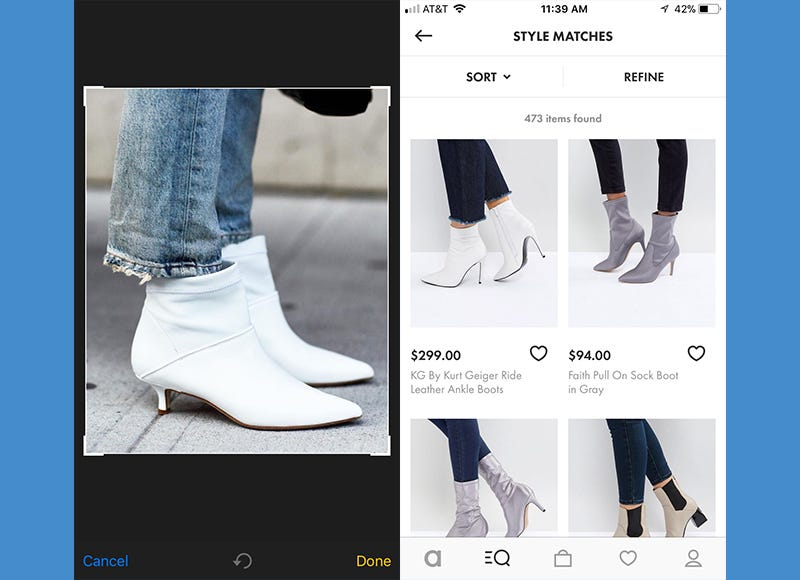 Cancel
Done
AT&T
11:39 AM
42%
STYLE MATCHES
SORT
REFINE
473 items found
$299.00
KG By Kurt Geiger Ride
Leather Ankle Boots
$94.00
Faith Pull On Sock Boot
in Gray
a